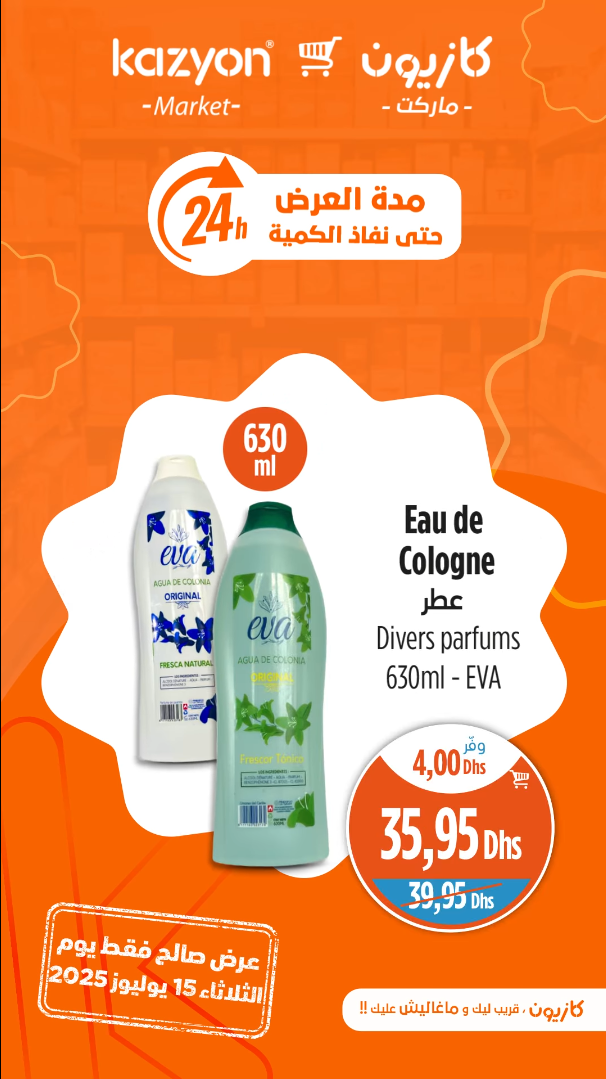 kazyon®
-Market-
كازيون
- ماركت -
24h
مدة العرض
حتى نفاذ الكمية
630
ml
eva
AGUA DE COLONIA
ORIGINAL
FRESCA NATURAL
eva
AGUA DE COLONIA
ORIGINAL
Frescor Tónico
Eau de
Cologne
عطر
Divers parfums
630ml - EVA
وفّر
4,00 Dhs
35,95 Dhs
39,95 Dhs
عرض صالح فقط يوم
الثلاثاء 15 يوليوز 2025
كازيون ، قريب ليك و ماغاليش عليك !!